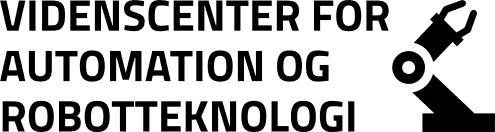 VIDENSCENTER FOR
AUTOMATION OG
ROBOTTEKNOLOGI